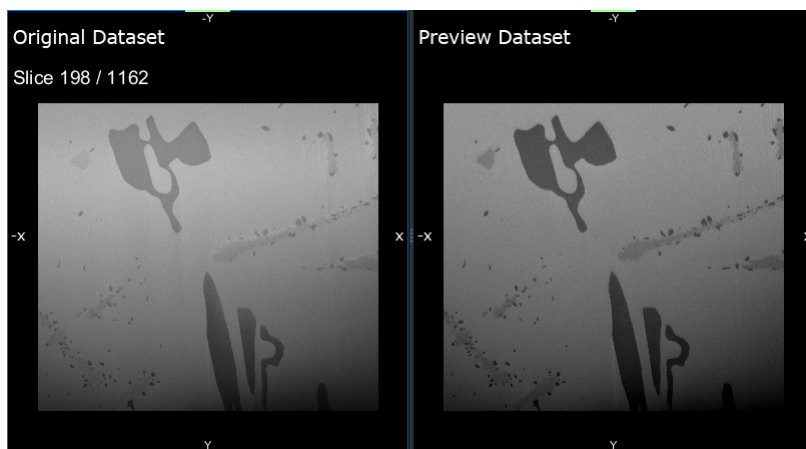 -Y
-Y
Original Dataset
Preview Dataset
Slice 198 / 1162
-x
x
-x
Y
Y